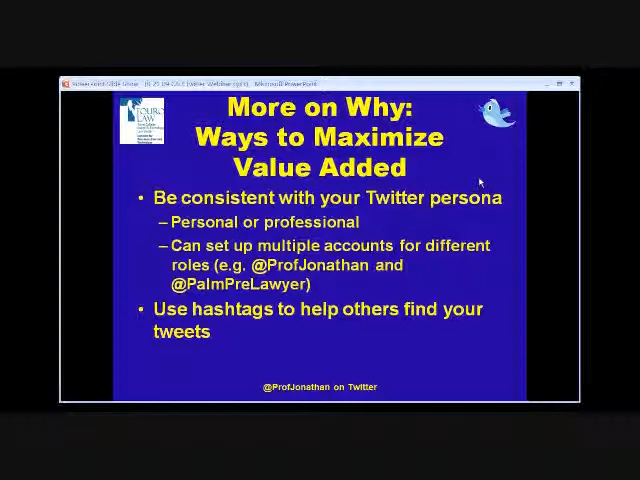 More on Why:
Ways to Maximize
Value Added
TOURO
LAW
• Be consistent with your Twitter persona
– Personal or professional
– Can set up multiple accounts for different
roles (e.g. @ProfJonathan and
@PalmPreLawyer)
• Use hashtags to help others find your
tweets
@ProfJonathan on Twitter